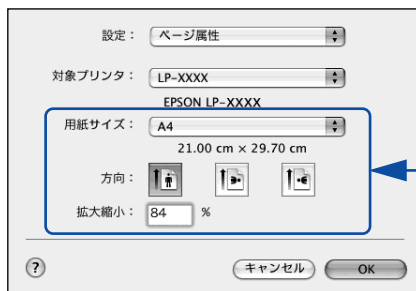 設定： ページ属性
対象プリンタ： LP-XXXX
EPSON LP-XXXX
用紙サイズ： A4
21.00 cm × 29.70 cm
方向：
拡大縮小： 84 %
? キャンセル OK